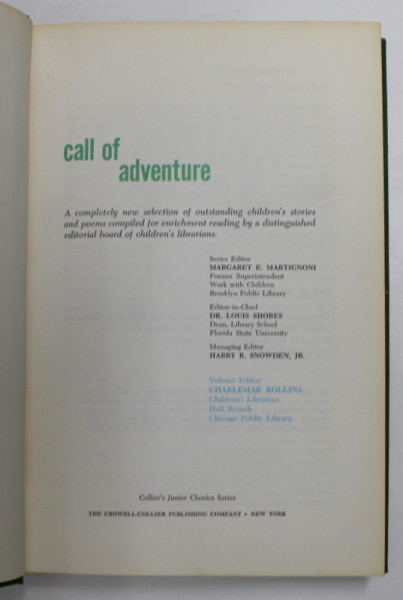 call of
adventure
A completely new selection of outstanding children's stories
and poems compiled for enrichment reading by a distinguished
editorial board of children's librarians.
Series Editor
MARGARET E. MARTIGNONI
Former Superintendent
Work with Children
Brooklyn Public Library
Editor-in-Chief
DR. LOUIS SHORES
Dean, Library School
Florida State University
Managing Editor
HARRY R. SNOWDEN, JR.
Volume Editor
CHARLEMAE ROLLINS
Children's Librarian
Hall Branch
Chicago Public Library
Collier's Junior Classics Series
THE CROWELL-COLLIER PUBLISHING COMPANY • NEW YORK